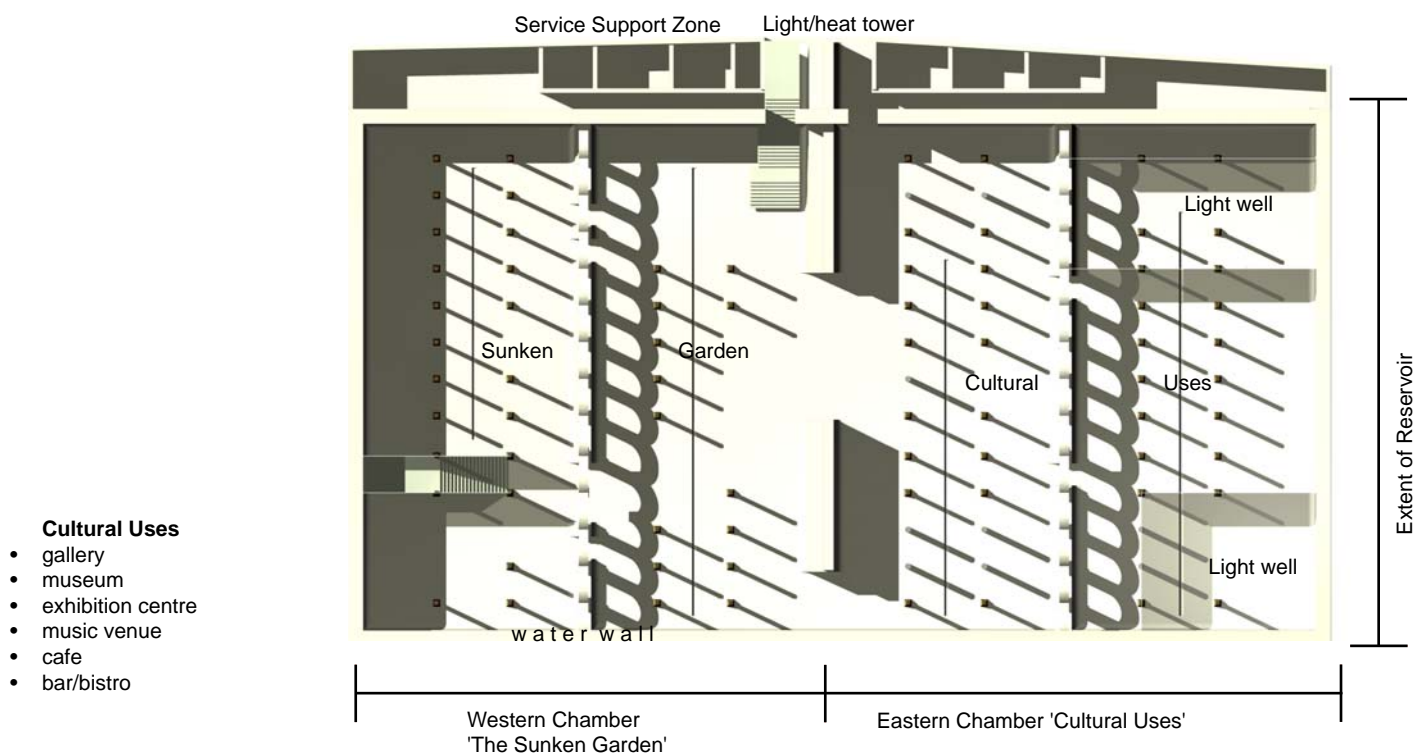 Service Support Zone
Light/heat tower
Light well
Sunken
Garden
Cultural
Uses
Extent of Reservoir
Cultural Uses
• gallery
• museum
• exhibition centre
• music venue
• cafe
• bar/bistro
Light well
water wall
Western Chamber
'The Sunken Garden'
Eastern Chamber 'Cultural Uses'